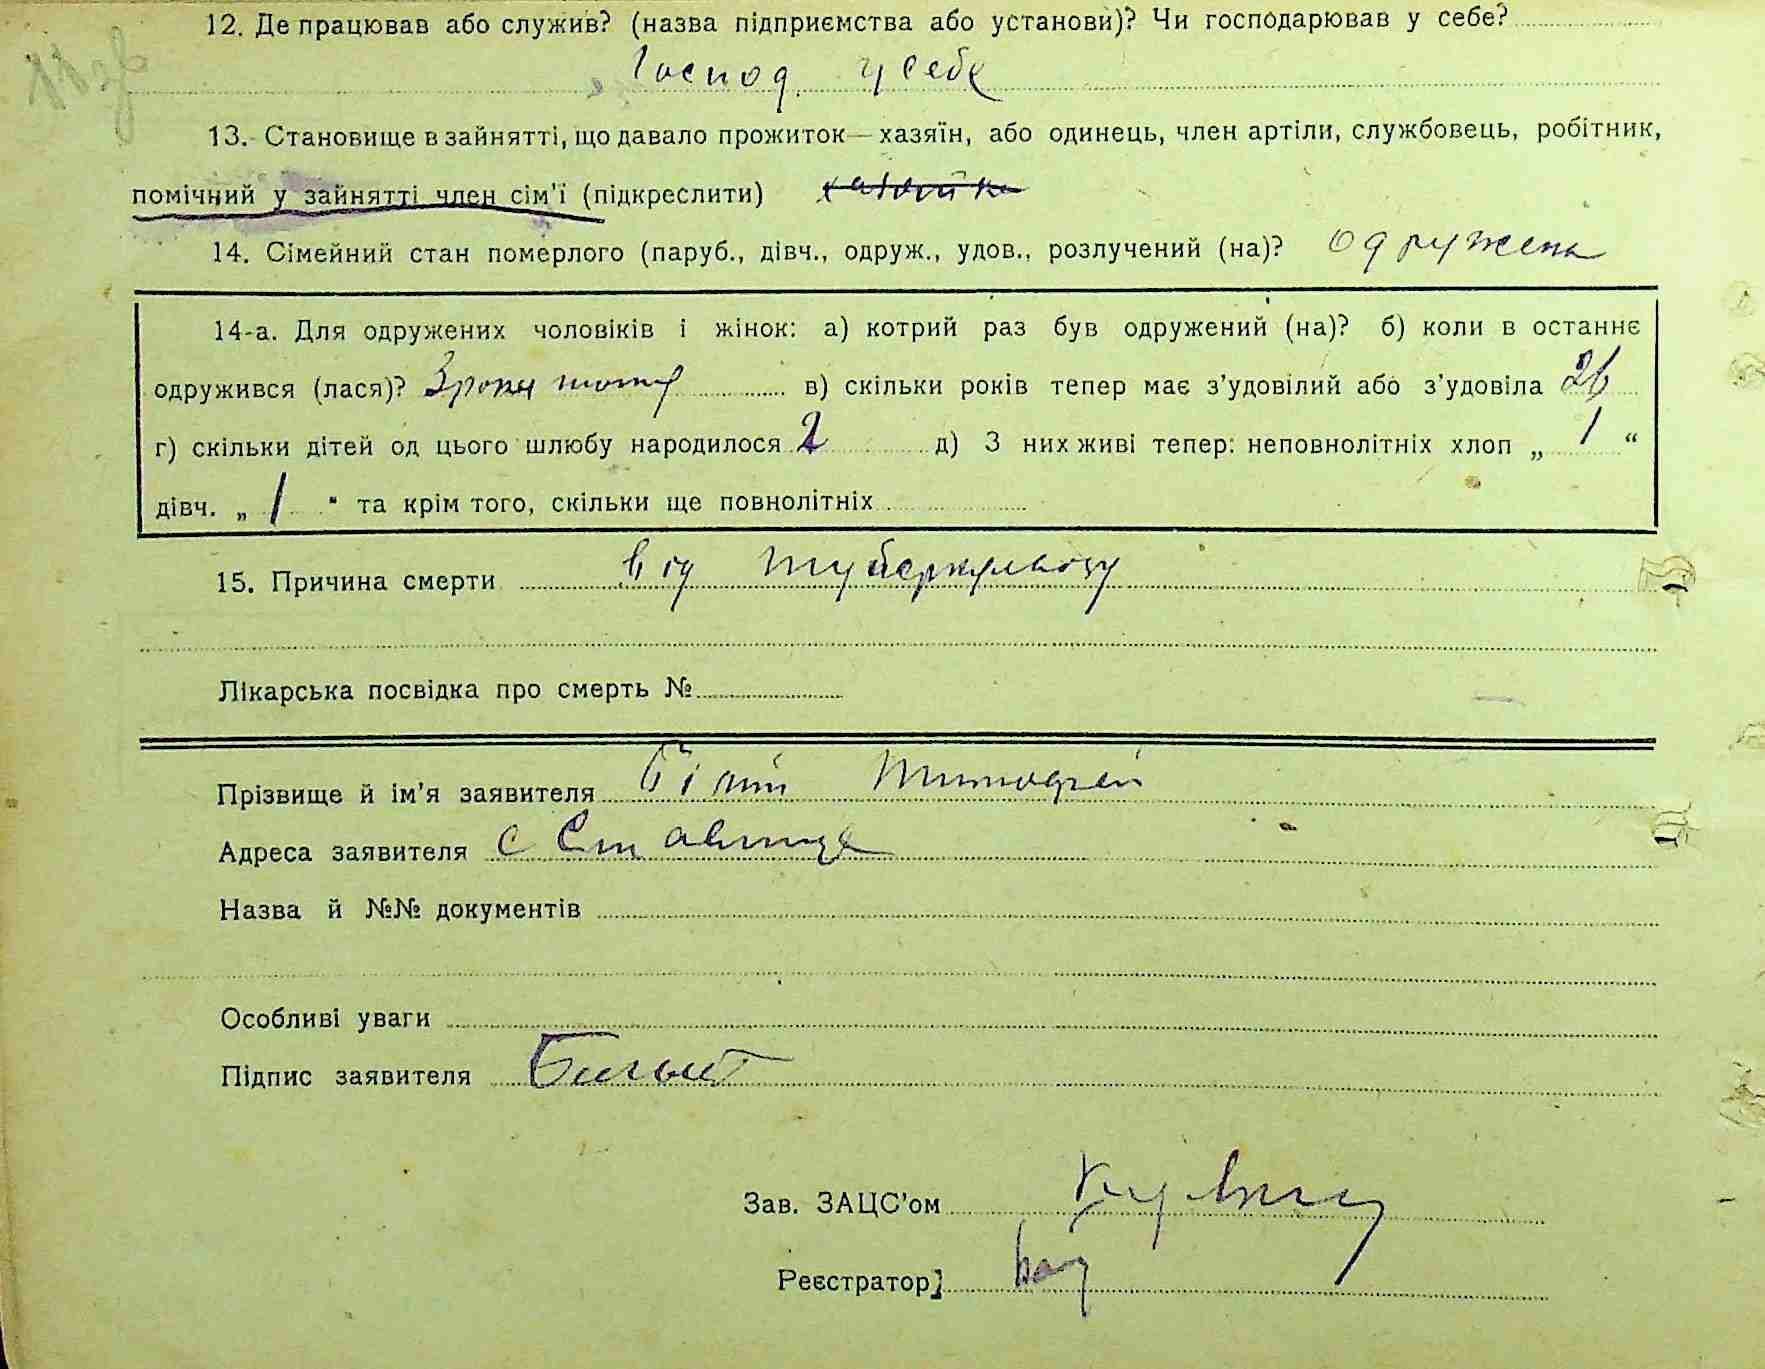 12. Де працював або служив? (назва підприємства або установи)? Чи господарював у себе?
Господ. у себе
13. Становище в зайнятті, що давало прожиток—хазяїн, або одинець, член артіли, службовець, робітник,
помічний у зайнятті член сім'ї (підкреслити) хазяйка
14. Сімейний стан померлого (паруб., дівч., одруж., удов., розлучений (на)? одружена
14-а. Для одружених чоловіків і жінок: а) котрий раз був одружений (на)? б) коли в останнє
одружився (лася)? в) скільки років тепер має з'удовілий або з'удовіла 26
г) скільки дітей од цього шлюбу народилося 2 д) З них живі тепер: неповнолітніх хлоп „ 1 “
дівч. „ 1 “ та крім того, скільки ще повнолітніх
15. Причина смерти від туберкульозу
Лікарська посвідка про смерть №
Прізвище й ім'я заявителя Білий Тимофій
Адреса заявителя с Ставище
Назва й №№ документів
Особливі уваги
Підпис заявителя
Зав. ЗАЦС'ом
Реєстратор